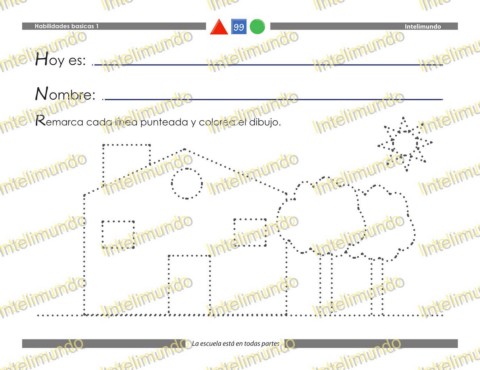 Habilidades basicas 1 99 Intelimundo
Hoy es:
Nombre:
Remarca cada línea punteada y colorea el dibujo.
La escuela está en todas partes
Intelimundo